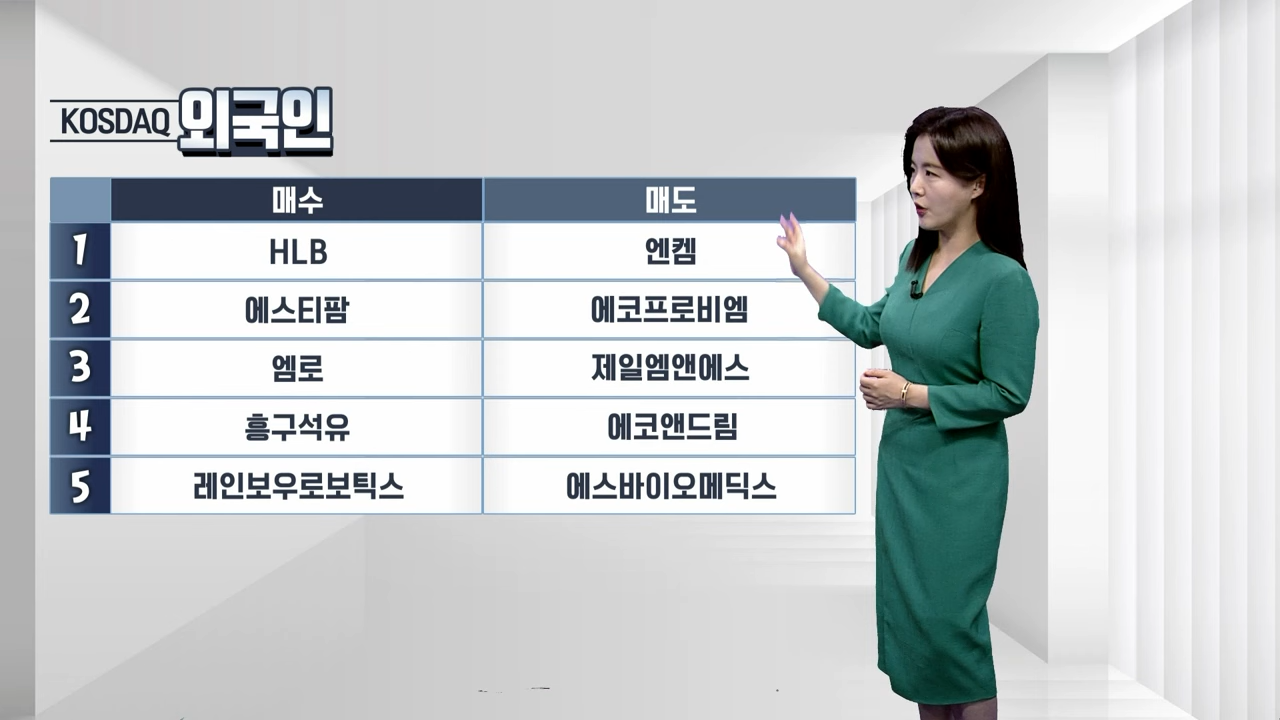 KOSDAQ 외국인
매수 매도
1 HLB 엔켐
2 에스티팜 에코프로비엠
3 엠로 제일엠앤에스
4 흥구석유 에코앤드림
5 레인보우로보틱스 에스바이오메딕스